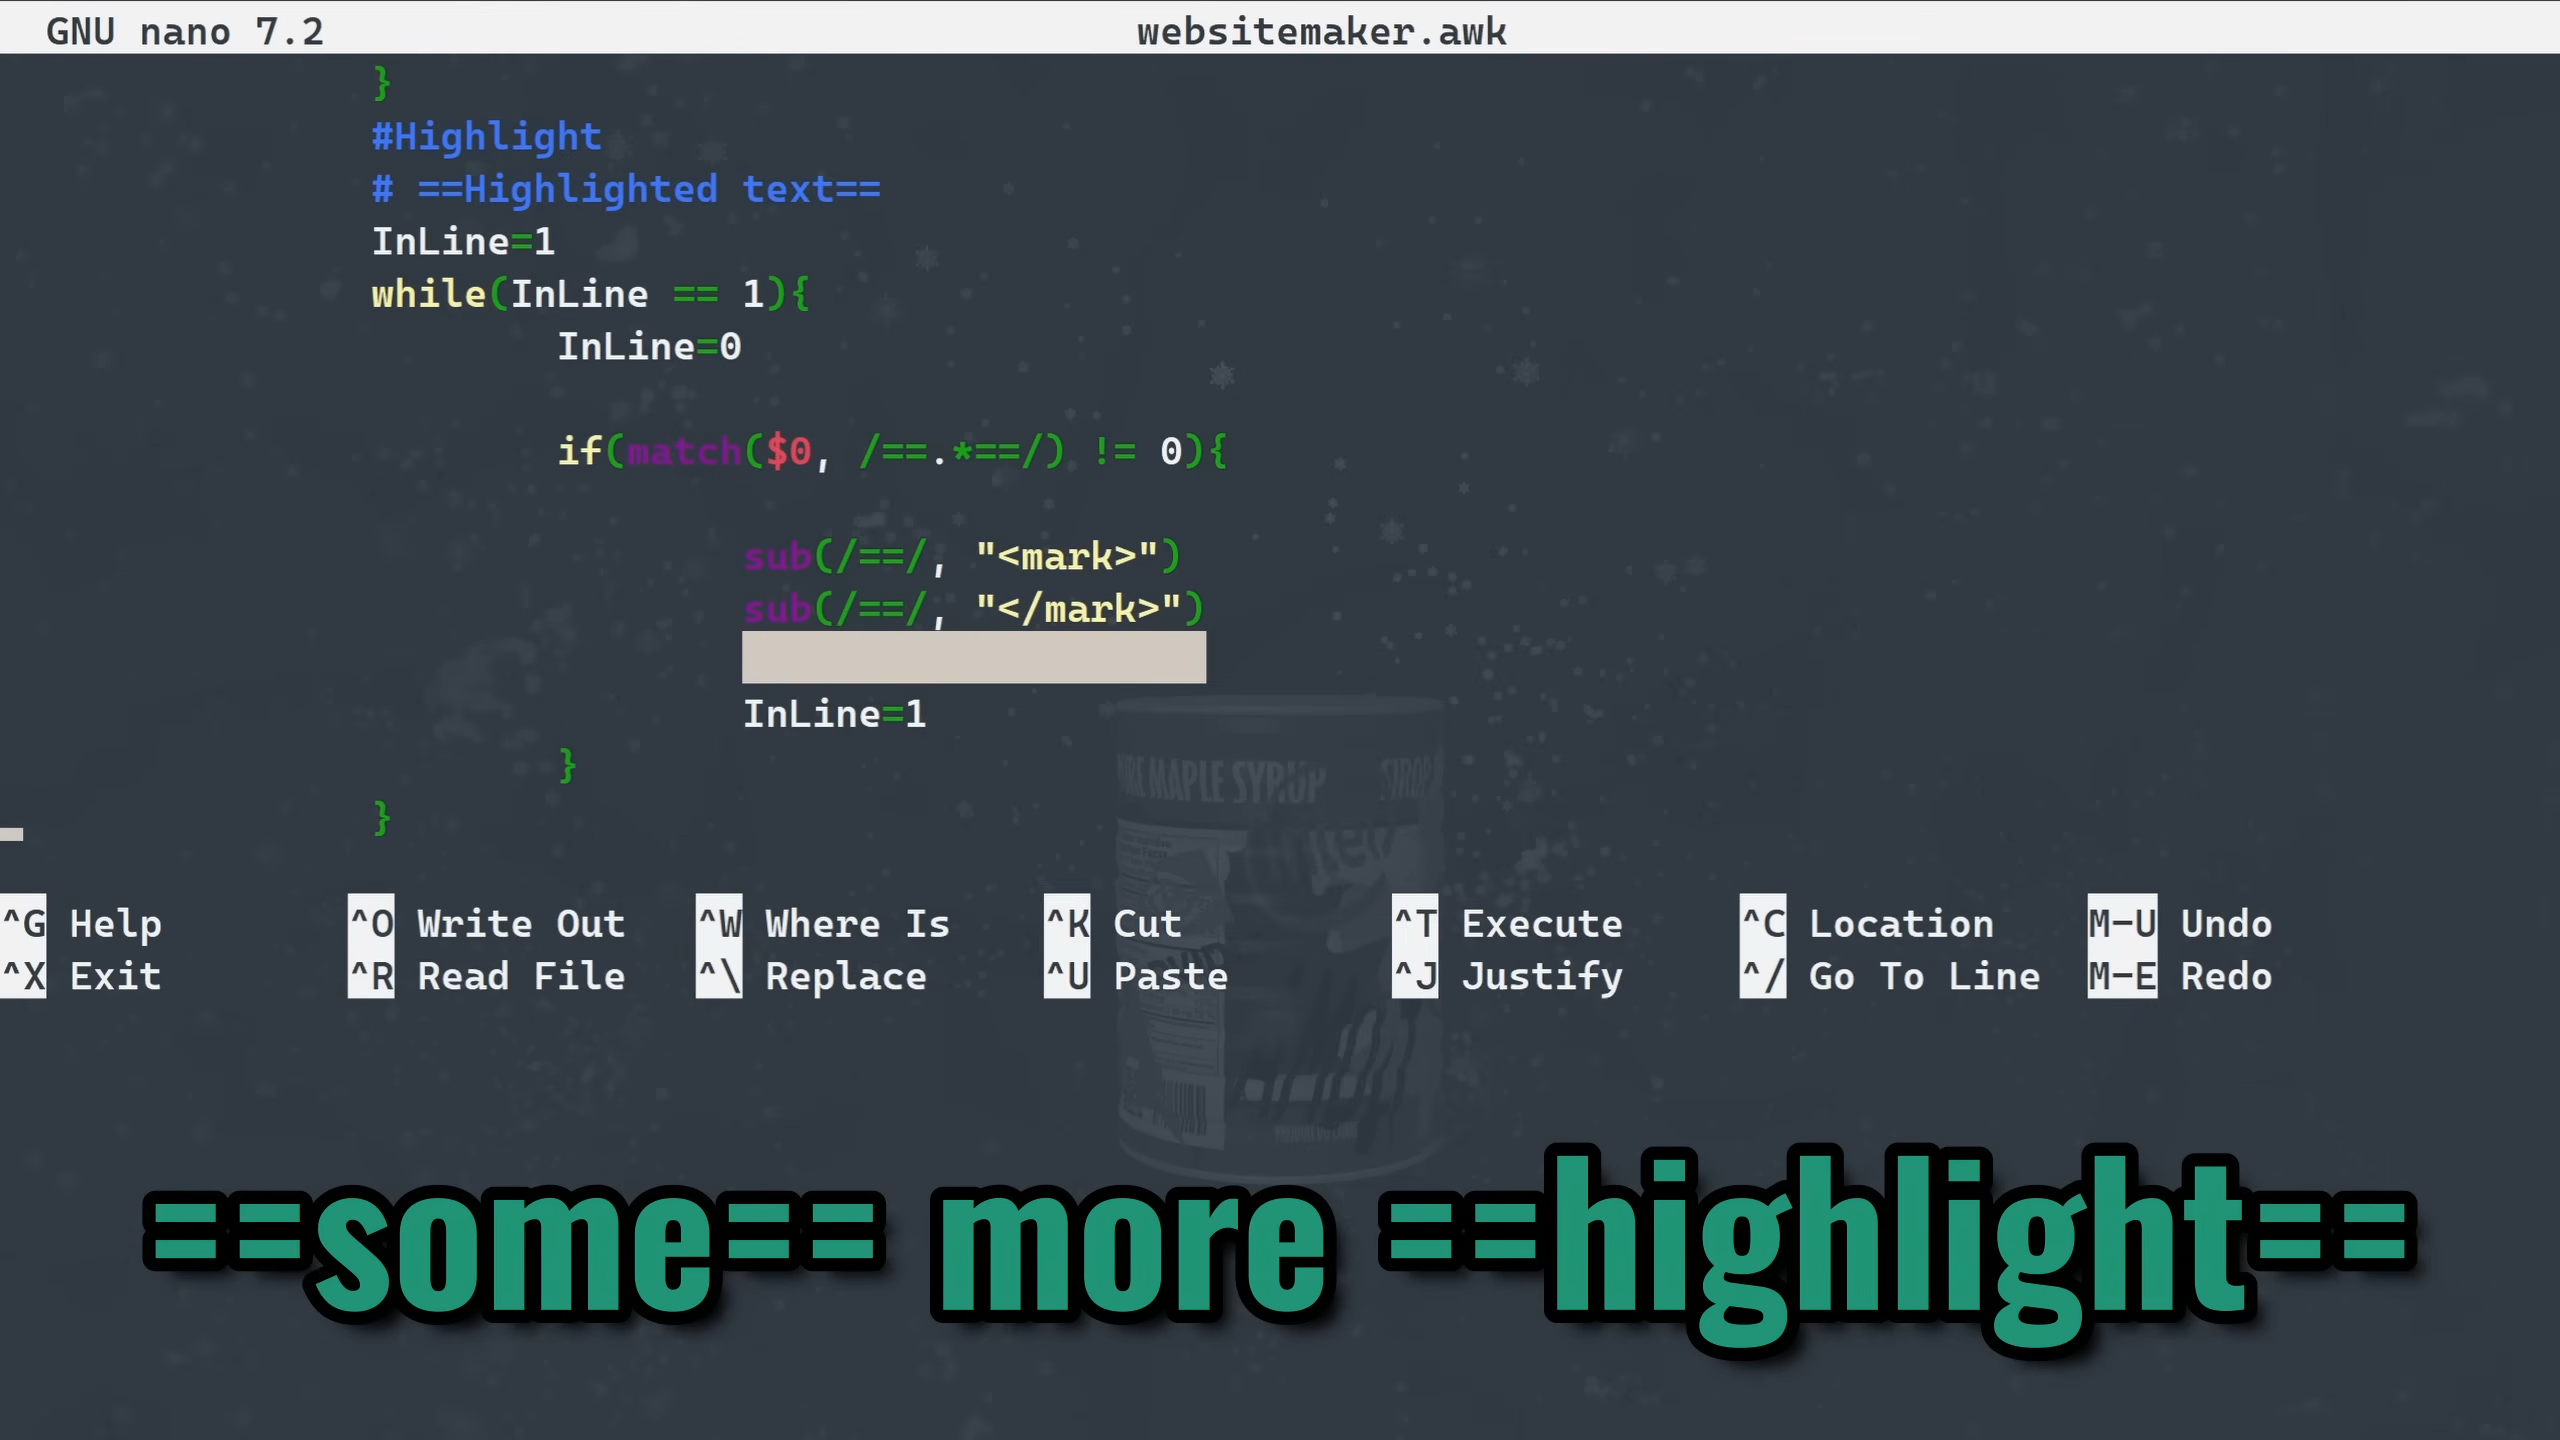 GNU nano 7.2 websitemaker.awk
}
#Highlight
# ==Highlighted text==
InLine=1
while(InLine == 1){
InLine=0
if(match($0, /==.*==/) != 0){
sub(/==/, "<mark>")
sub(/==/, "</mark>")
InLine=1
}
}
^G Help ^O Write Out ^W Where Is ^K Cut ^T Execute ^C Location M-U Undo
^X Exit ^R Read File ^\ Replace ^U Paste ^J Justify ^/ Go To Line M-E Redo
MAPLE SYRUP
==some== more ==highlight==